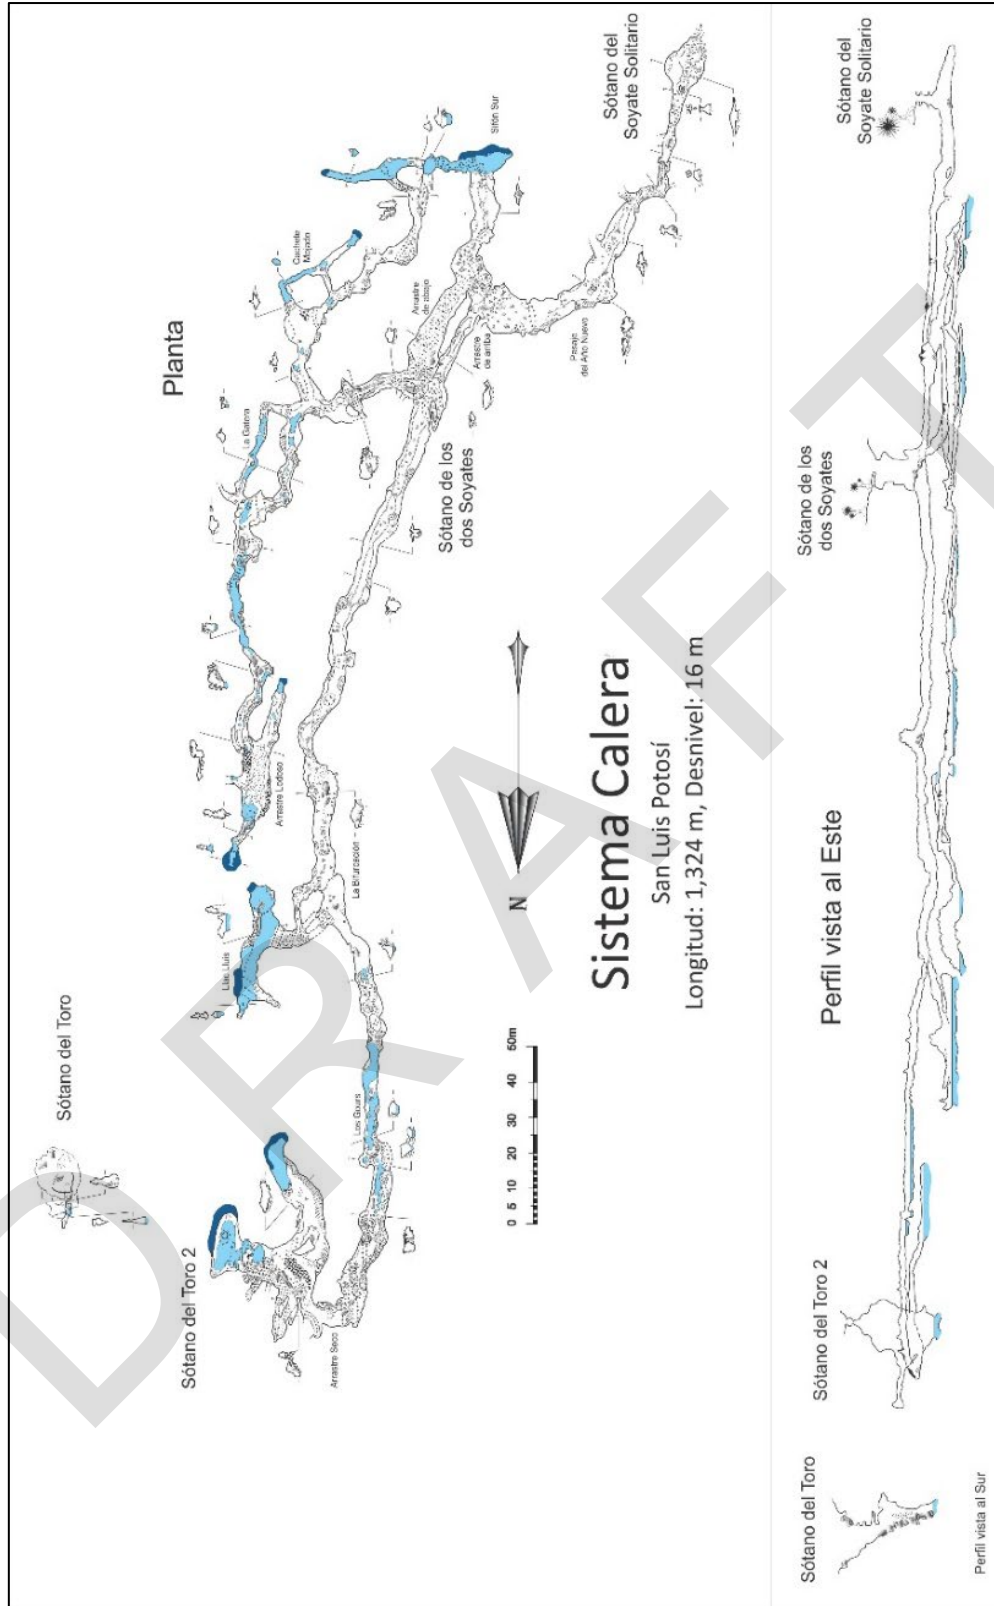 Planta
Sótano del Toro
Sótano del Toro 2
Arrastre Seco
Los Gours
Llac Lluis
La Bifurcación
Arrastre Lodoso
La Gatera
Cachete
Mojado
Sifón Sur
Arrastre
de abajo
Arrastre
de arriba
Pasaje
del Año Nuevo
Sótano de los
dos Soyates
Sótano del
Soyate Solitario
N
Sistema Calera
San Luis Potosí
Longitud: 1,324 m, Desnivel: 16 m
0 5 10 20 30 40 50m
Perfil vista al Este
Sótano del Toro
Perfil vista al Sur
Sótano del Toro 2
Sótano de los
dos Soyates
Sótano del
Soyate Solitario
DRAFT